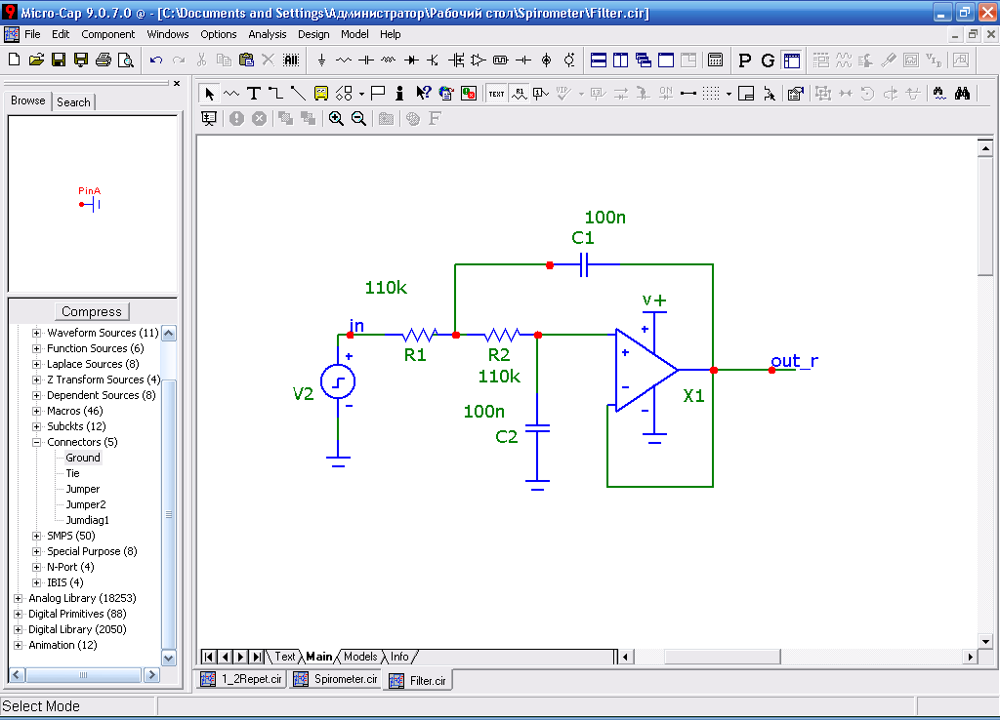 Micro-Cap 9.0.7.0 @ - [C:\Documents and Settings\Администратор\Рабочий стол\Spirometer\Filter.cir]
File Edit Component Windows Options Analysis Design Model Help
P G
Browse Search
T TEXT R1
F
PinA
Compress
Waveform Sources (11)
Function Sources (6)
Laplace Sources (8)
Z Transform Sources (4)
Dependent Sources (8)
Macros (46)
Subckts (12)
Connectors (5)
Ground
Tie
Jumper
Jumper2
Jumdiag1
SMPS (50)
Special Purpose (8)
N-Port (4)
IBIS (4)
Analog Library (18253)
Digital Primitives (88)
Digital Library (2050)
Animation (12)
100n
C1
110k
v+
in
R1
R2
110k
out_r
V2
X1
100n
C2
Text Main Models Info
1_2Repet.cir Spirometer.cir Filter.cir
Select Mode